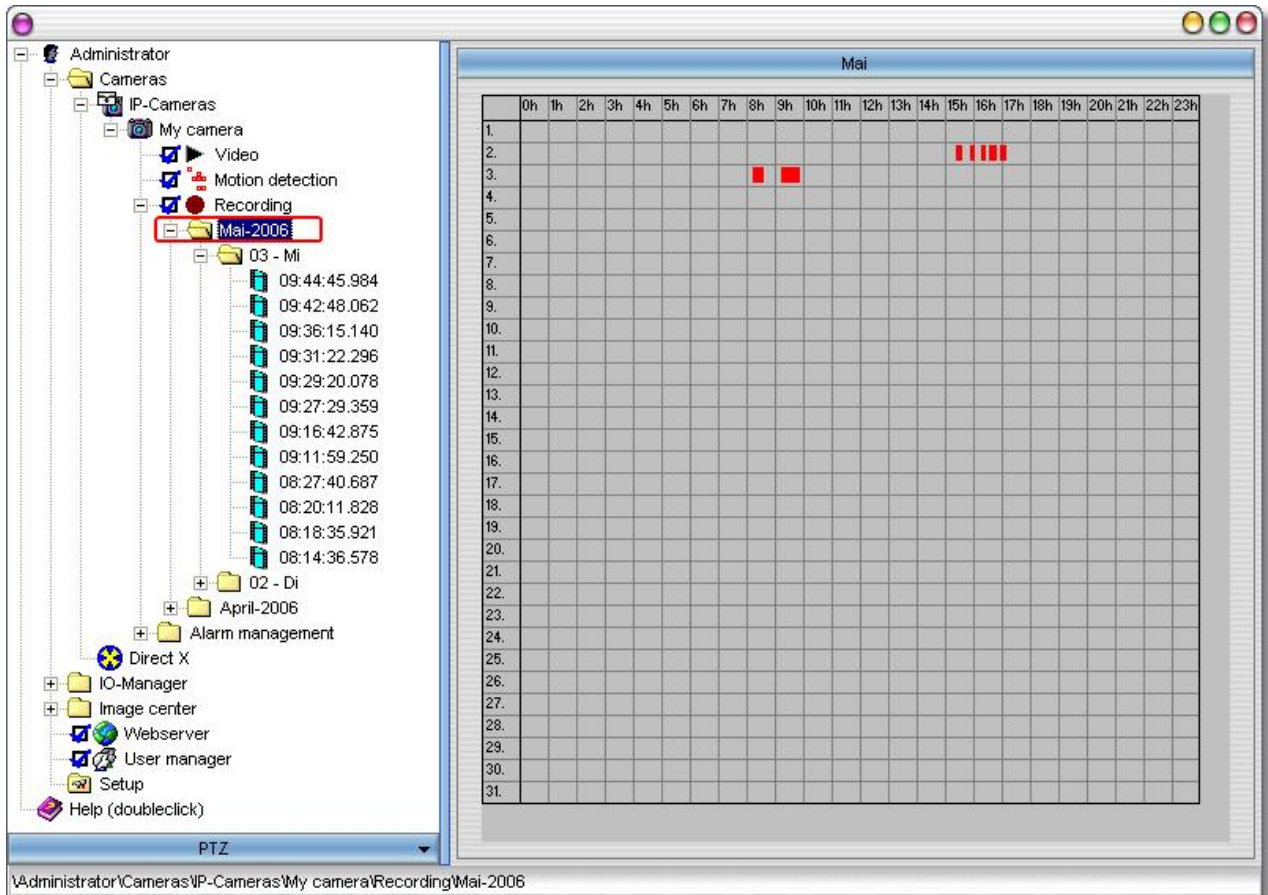 Administrator
Cameras
IP-Cameras
My camera
Video
Motion detection
Recording
Mai-2006
03 - Mi
09:44:45.984
09:42:48.062
09:36:15.140
09:31:22.296
09:29:20.078
09:27:29.359
09:16:42.875
09:11:59.250
08:27:40.687
08:20:11.828
08:18:35.921
08:14:36.578
02 - Di
April-2006
Alarm management
Direct X
IO-Manager
Image center
Webserver
User manager
Setup
Help (doubleclick)
PTZ
Mai
0h 1h 2h 3h 4h 5h 6h 7h 8h 9h 10h 11h 12h 13h 14h 15h 16h 17h 18h 19h 20h 21h 22h 23h
1.
2.
3.
4.
5.
6.
7.
8.
9.
10.
11.
12.
13.
14.
15.
16.
17.
18.
19.
20.
21.
22.
23.
24.
25.
26.
27.
28.
29.
30.
31.
\Administrator\Cameras\IP-Cameras\My camera\Recording\Mai-2006